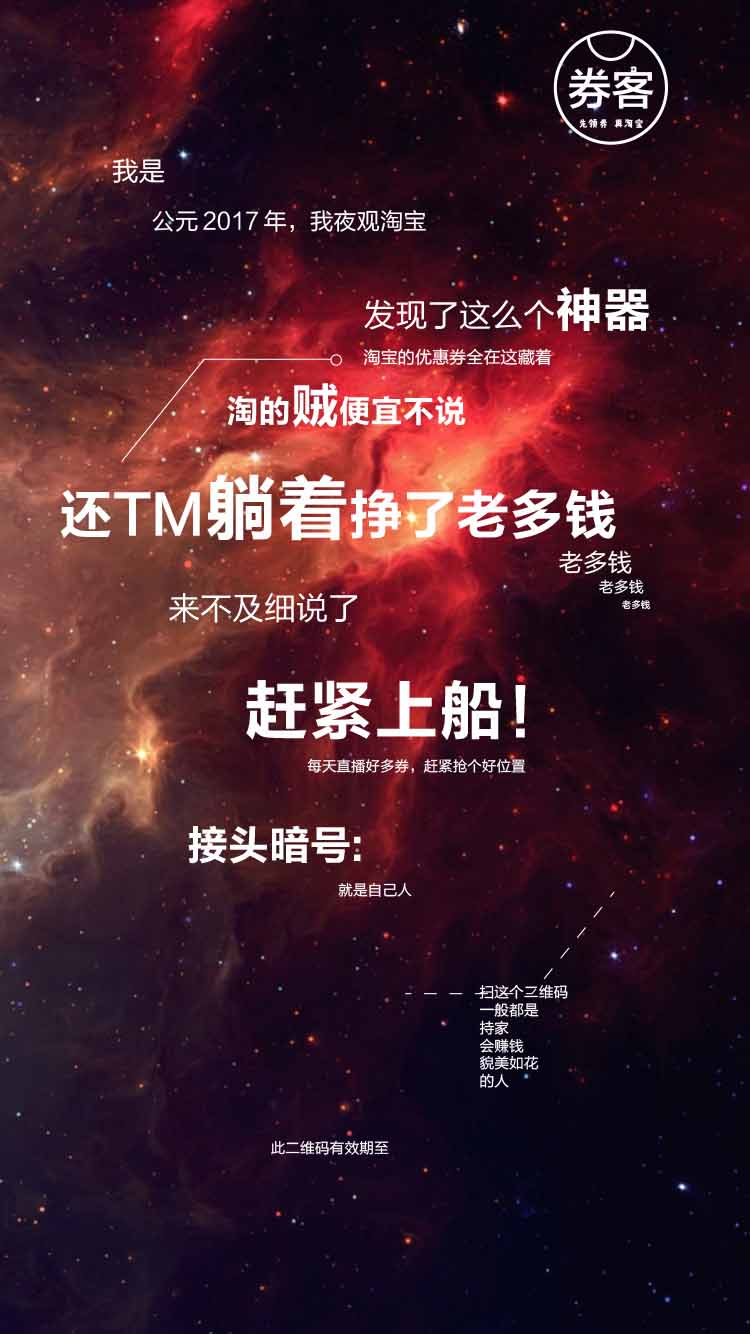 券客
先领券 再淘宝
我是
公元2017年，我夜观淘宝
发现了这么个神器
淘宝的优惠券全在这藏着
淘的贼便宜不说
还TM躺着挣了老多钱
老多钱
老多钱
老多钱
来不及细说了
赶紧上船！
每天直播好多券，赶紧抢个好位置
接头暗号：
就是自己人
扫这个二维码
一般都是
持家
会赚钱
貌美如花
的人
此二维码有效期至